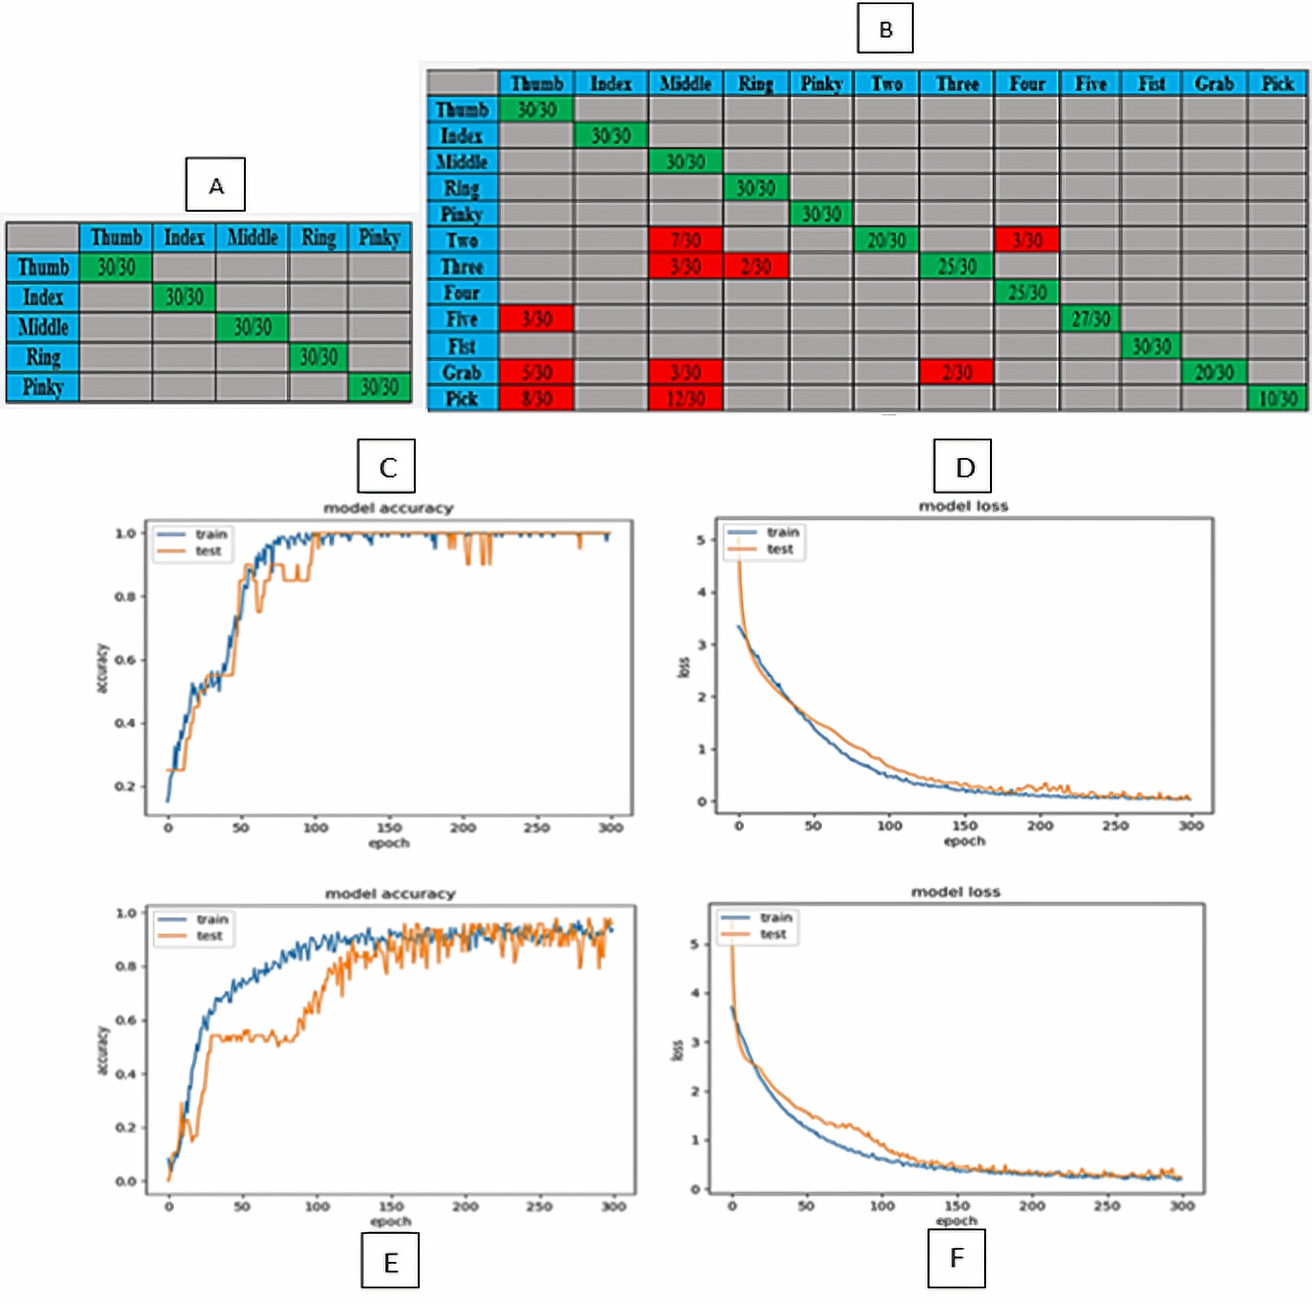 B
Thumb Index Middle Ring Pinky Two Three Four Five Fist Grab Pick
Thumb 30/30
Index 30/30
Middle 30/30
Ring 30/30
Pinky 30/30
Two 7/30 20/30 3/30
Three 3/30 2/30 25/30
Four 25/30
Five 3/30 27/30
Fist 30/30
Grab 5/30 3/30 2/30 20/30
Pick 8/30 12/30 10/30
A
Thumb Index Middle Ring Pinky
Thumb 30/30
Index 30/30
Middle 30/30
Ring 30/30
Pinky 30/30
C
model accuracy
train
test
1.0
0.8
0.6
0.4
0.2
accuracy
0 50 100 150 200 250 300
epoch
D
model loss
train
test
5
4
3
2
1
0
loss
0 50 100 150 200 250 300
epoch
model accuracy
train
test
1.0
0.8
0.6
0.4
0.2
0.0
accuracy
0 50 100 150 200 250 300
epoch
E
model loss
train
test
5
4
3
2
1
0
loss
0 50 100 150 200 250 300
epoch
F